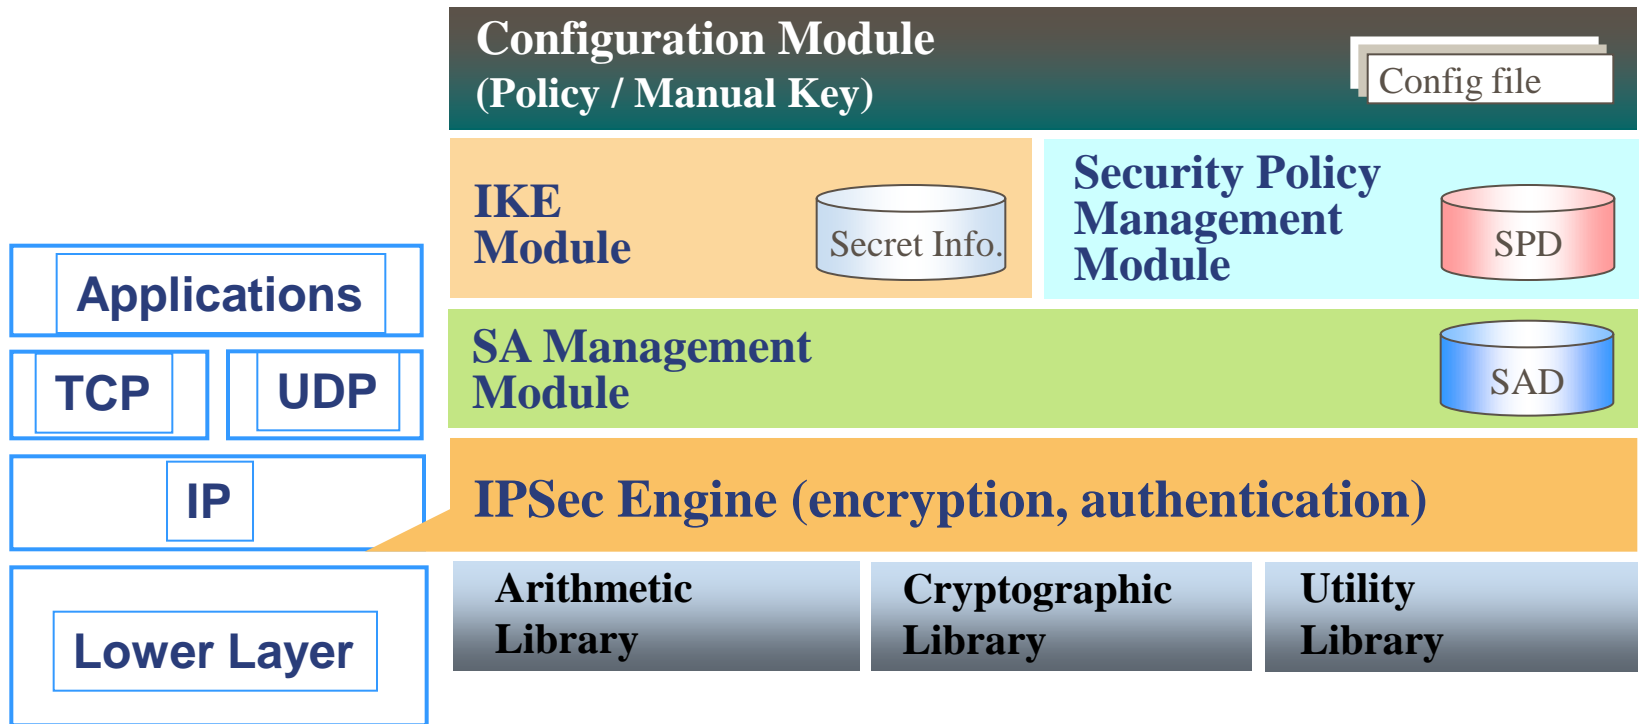 Configuration Module
(Policy / Manual Key)
Config file
IKE
Module
Secret Info.
Security Policy
Management
Module
SPD
Applications
SA Management
Module
SAD
TCP
UDP
IP
IPSec Engine (encryption, authentication)
Lower Layer
Arithmetic
Library
Cryptographic
Library
Utility
Library